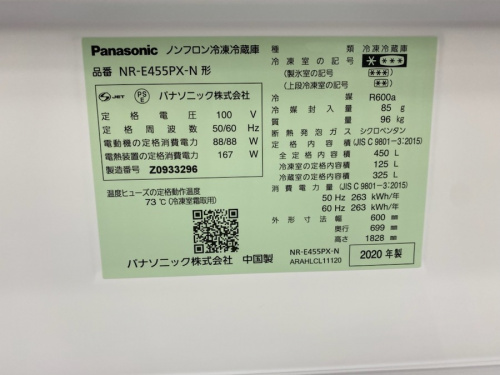 Panasonic ノンフロン冷凍冷蔵庫
品番 NR-E455PX-N 形
JET PS E パナソニック株式会社
定格電圧 100 V
定格周波数 50/60 Hz
電動機の定格消費電力 88/88 W
電熱装置の定格消費電力 167 W
製造番号 Z0933296
温度ヒューズの定格動作温度
73℃(冷凍室霜取用)
パナソニック株式会社 中国製
種類 冷凍冷蔵庫
冷凍室の記号
(製氷室の記号)
(上段冷凍室の記号)
冷媒 R600a
冷媒封入量 85 g
質量 96 kg
断熱発泡ガス シクロペンタン
定格内容積 (JIS C 9801-3:2015)
全定格内容積 450 L
冷凍室の定格内容積 125 L
冷蔵室の定格内容積 325 L
消費電力量 (JIS C 9801-3:2015)
50 Hz 263 kWh/年
60 Hz 263 kWh/年
外形寸法 幅 600 mm
奥行 699 mm
高さ 1828 mm
NR-E455PX-N
ARAHLCL11120
2020 年製